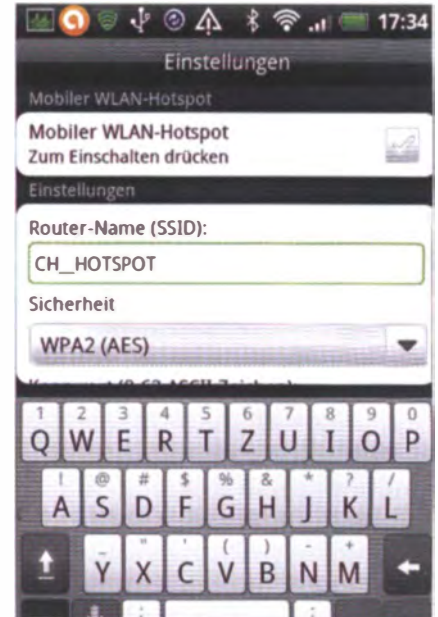 17:34
Einstellungen
Mobiler WLAN-Hotspot
Mobiler WLAN-Hotspot
Zum Einschalten drücken
Einstellungen
Router-Name (SSID):
CH__HOTSPOT
Sicherheit
WPA2 (AES)
1 2 3 4 5 6 7 8 9 0
Q W E R T Z U I O P
! @ # $ % & * ? /
A S D F G H J K L
_ " ' ( ) - +
Y X C V B N M